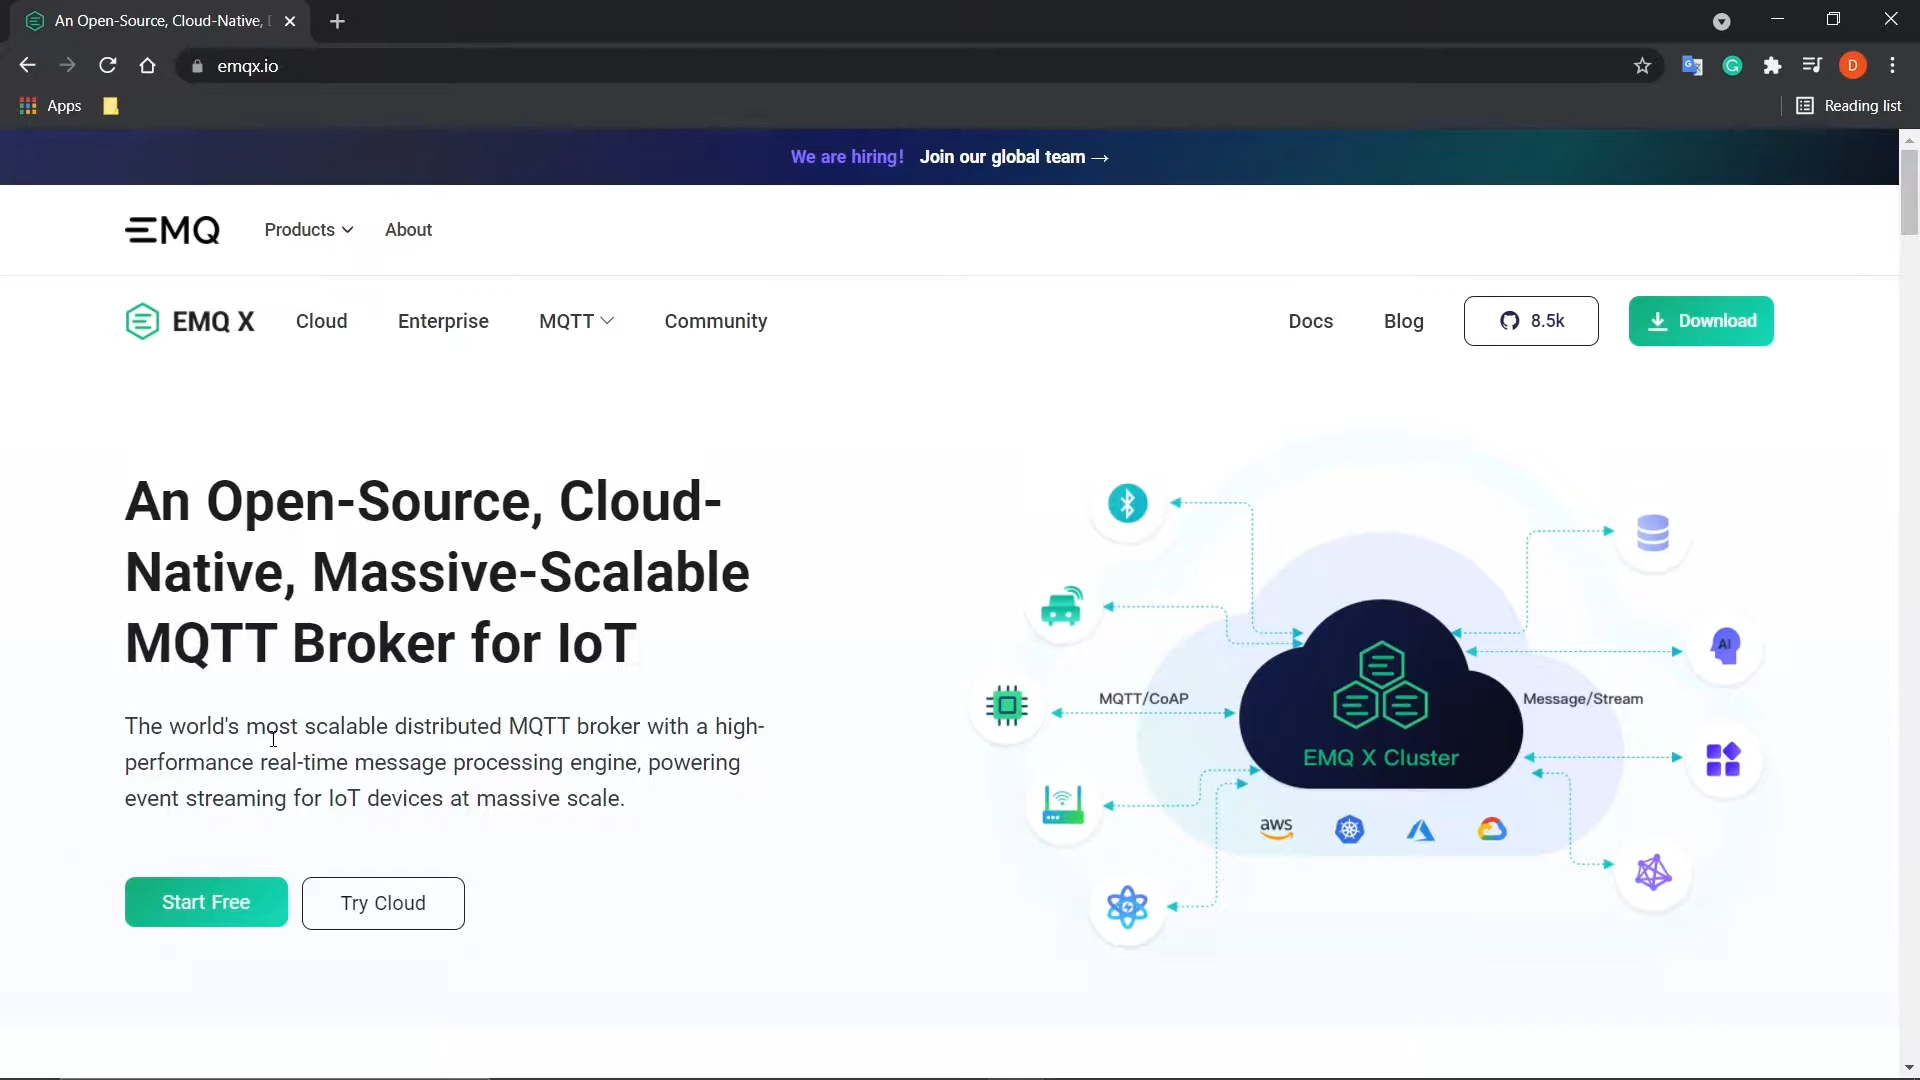 An Open-Source, Cloud-Native,
emqx.io
D
Apps
Reading list
We are hiring! Join our global team →
EMQ
Products
About
EMQ X
Cloud
Enterprise
MQTT
Community
Docs
Blog
8.5k
Download
An Open-Source, Cloud-
Native, Massive-Scalable
MQTT Broker for IoT
The world's most scalable distributed MQTT broker with a high-
performance real-time message processing engine, powering
event streaming for IoT devices at massive scale.
Start Free
Try Cloud
MQTT/CoAP
EMQ X Cluster
Message/Stream
AI
aws